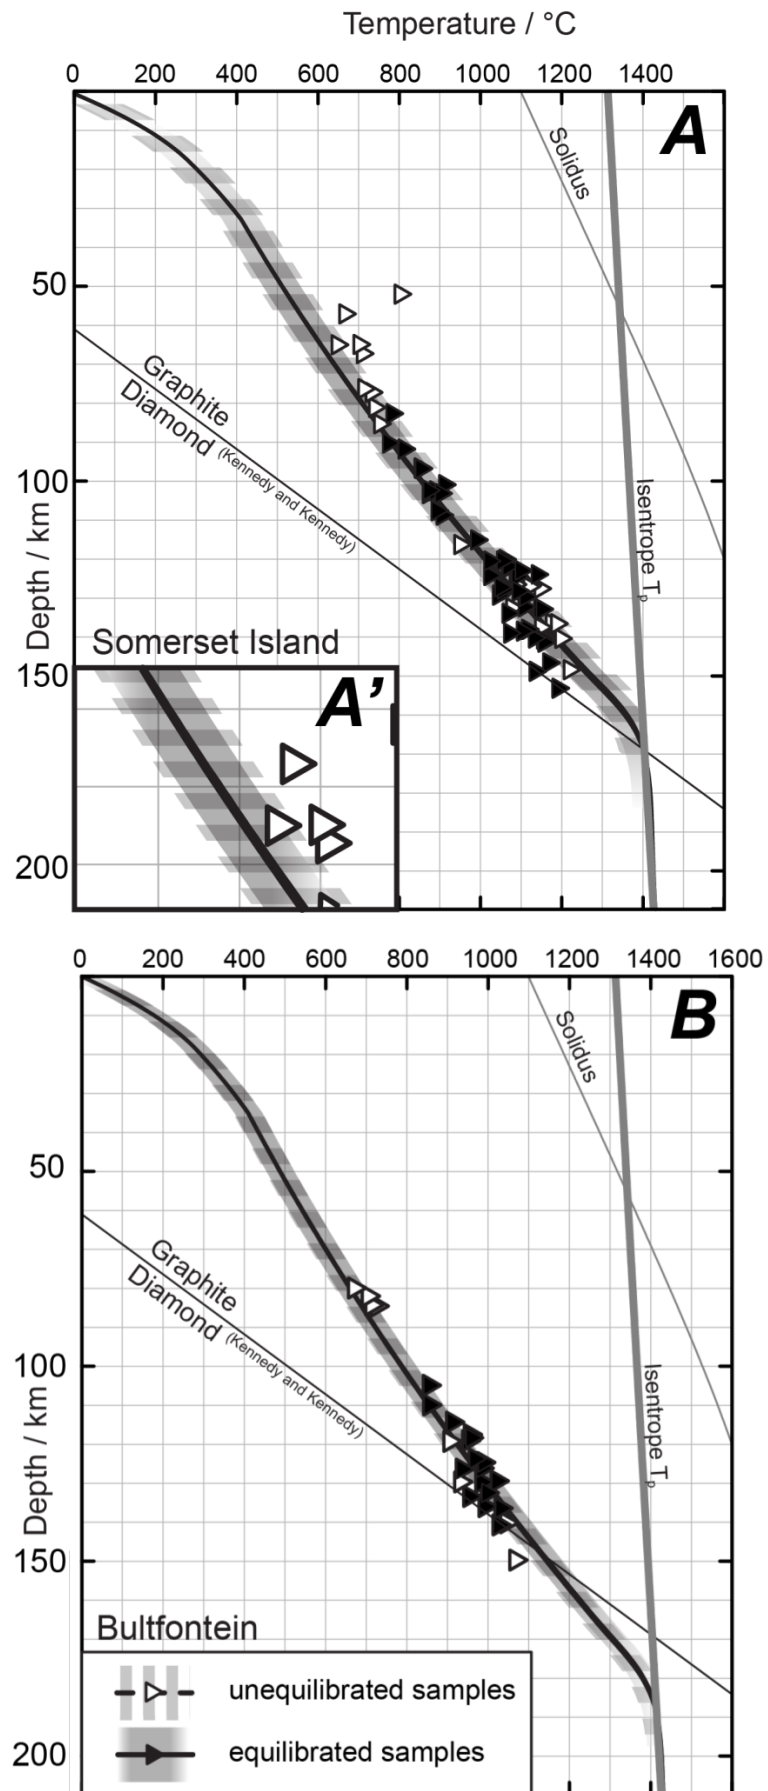 Temperature / °C
0 200 400 600 800 1000 1200 1400
A
Solidus
50
Graphite
Diamond (Kennedy and Kennedy)
100
Isentrope Tp
Depth / km
Somerset Island
A’
150
200
0 200 400 600 800 1000 1200 1400 1600
B
Solidus
50
Graphite
Diamond (Kennedy and Kennedy)
100
Isentrope Tp
Depth / km
150
Bultfontein
unequilibrated samples
equilibrated samples
200